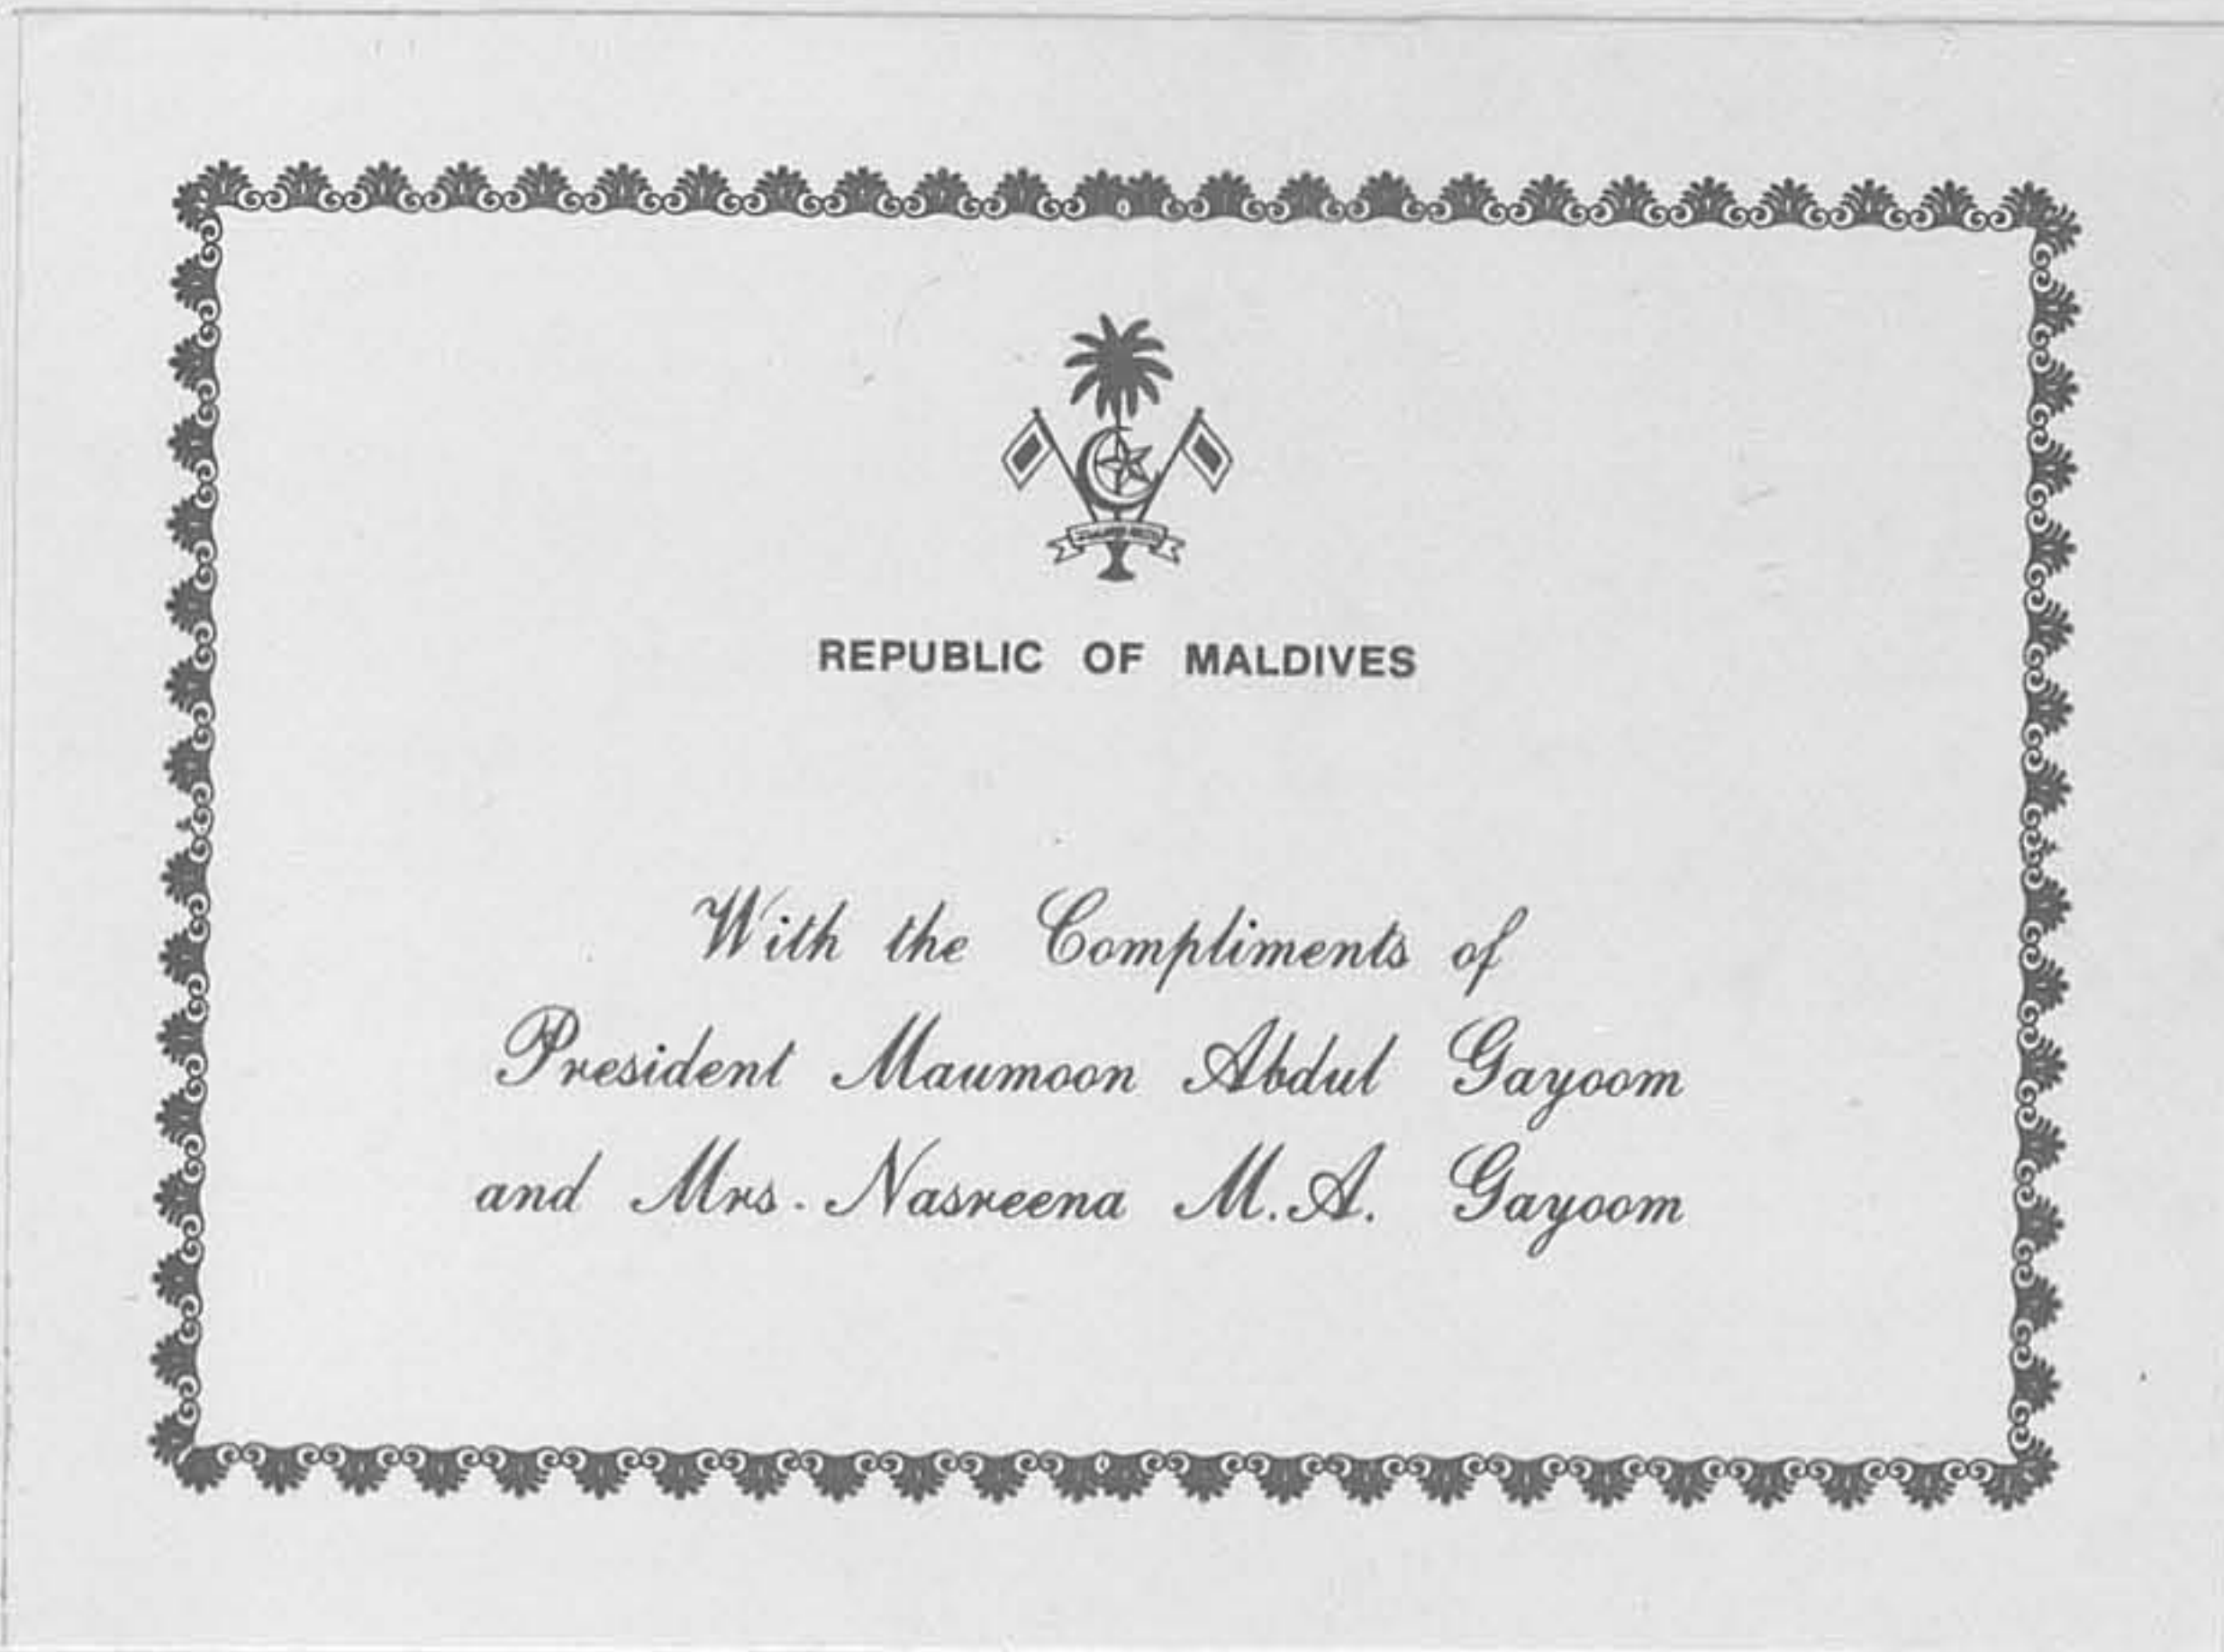 REPUBLIC OF MALDIVES
With the Compliments of
President Maumoon Abdul Gayoom
and Mrs. Nasreena M.A. Gayoom